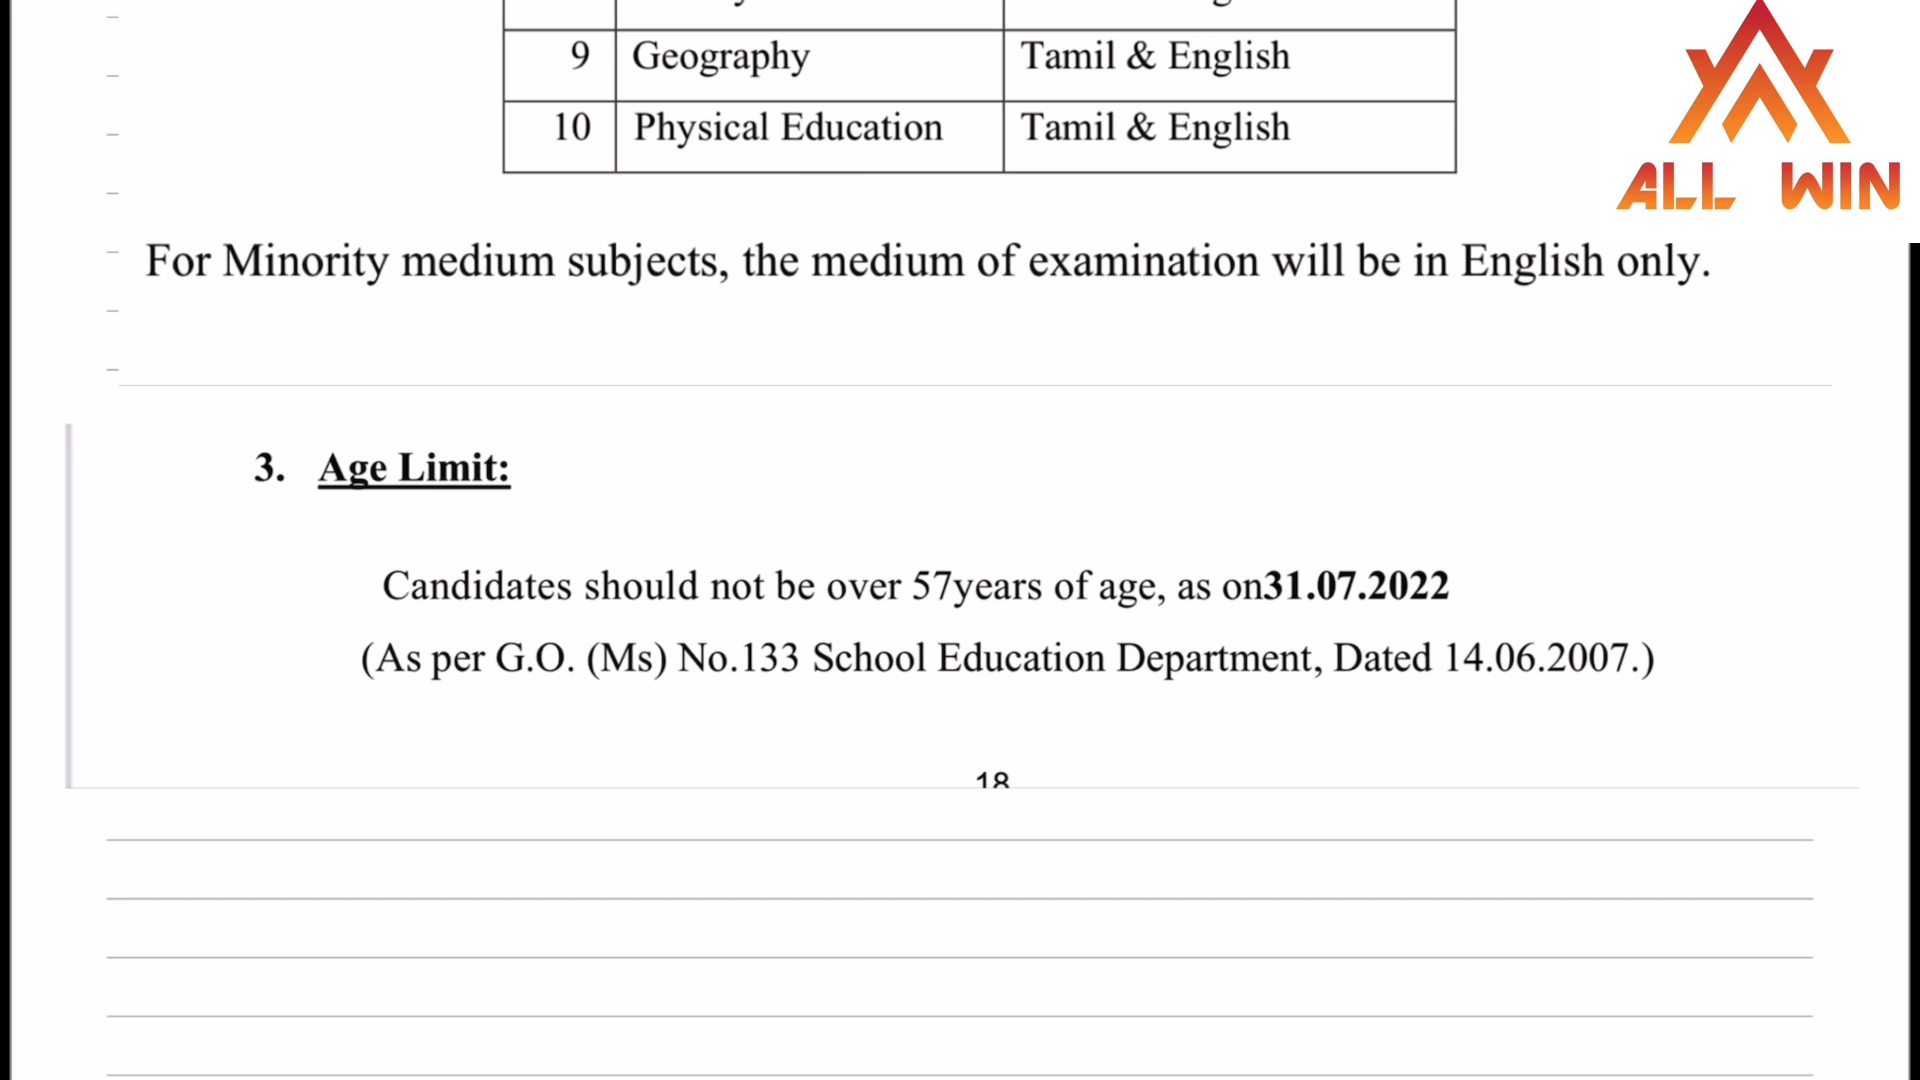 9 Geography Tamil & English
10 Physical Education Tamil & English
ALL WIN
For Minority medium subjects, the medium of examination will be in English only.
3. Age Limit:
Candidates should not be over 57years of age, as on31.07.2022
(As per G.O. (Ms) No.133 School Education Department, Dated 14.06.2007.)
18